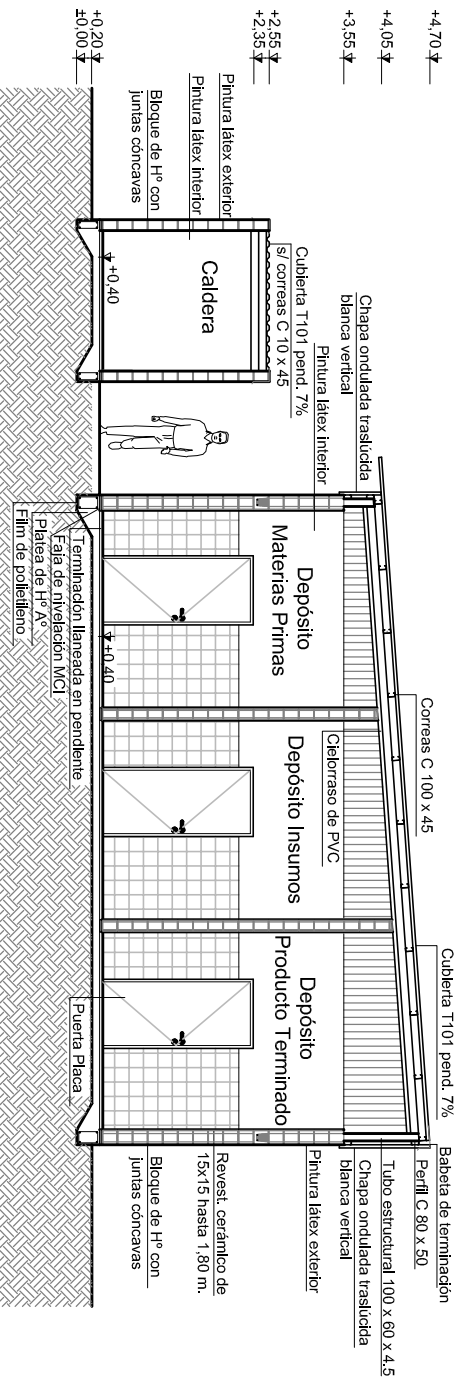 +4,70
+4,05
+3,55
+2,55
+2,35
+0,20
±0,00
Pintura látex exterior
Pintura látex interior
Bloque de Hº con
juntas cóncavas
Caldera
+0,40
Cubierta T101 pend. 7%
s/ correas C 10 x 45
Pintura látex interior
Chapa ondulada traslúcida
blanca vertical
Depósito
Materias Primas
+0,40
Terminación llaneada en pendiente
Faja de nivelación MCI
Platea de Hº Aº
Film de polietileno
Correas C 100 x 45
Cielorraso de PVC
Depósito Insumos
Depósito
Producto Terminado
Puerta Placa
Cubierta T101 pend. 7%
Babeta de terminación
Perfil C 80 x 50
Tubo estructural 100 x 60 x 4.5
Chapa ondulada traslúcida
blanca vertical
Pintura látex exterior
Revest. cerámico de
15x15 hasta 1,80 m.
Bloque de Hº con
juntas cóncavas